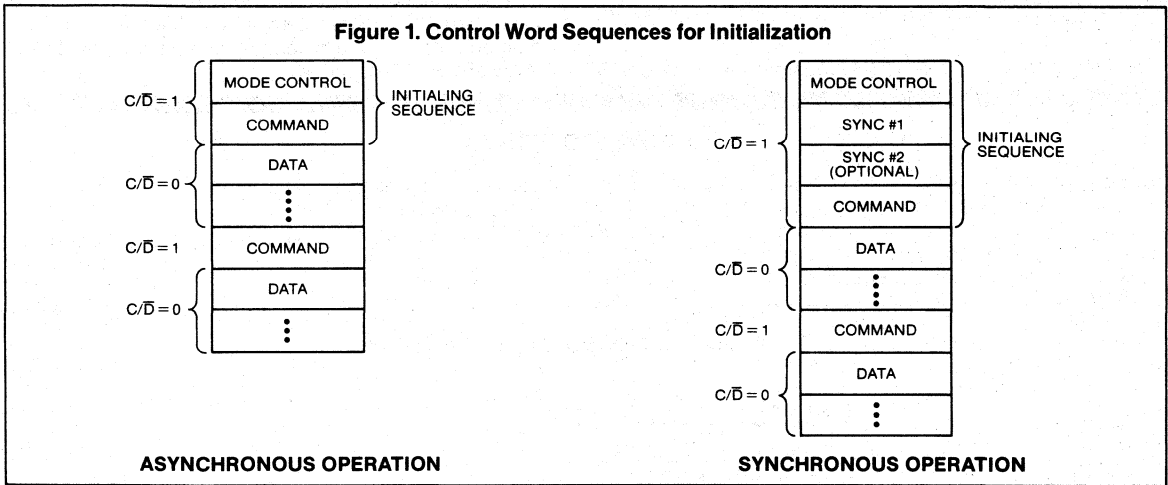 Figure 1. Control Word Sequences for Initialization
C/D̅ = 1
MODE CONTROL
COMMAND
INITIALING
SEQUENCE
C/D̅ = 0
DATA
C/D̅ = 1
COMMAND
C/D̅ = 0
DATA
ASYNCHRONOUS OPERATION
C/D̅ = 1
MODE CONTROL
SYNC #1
SYNC #2
(OPTIONAL)
COMMAND
INITIALING
SEQUENCE
C/D̅ = 0
DATA
C/D̅ = 1
COMMAND
C/D̅ = 0
DATA
SYNCHRONOUS OPERATION